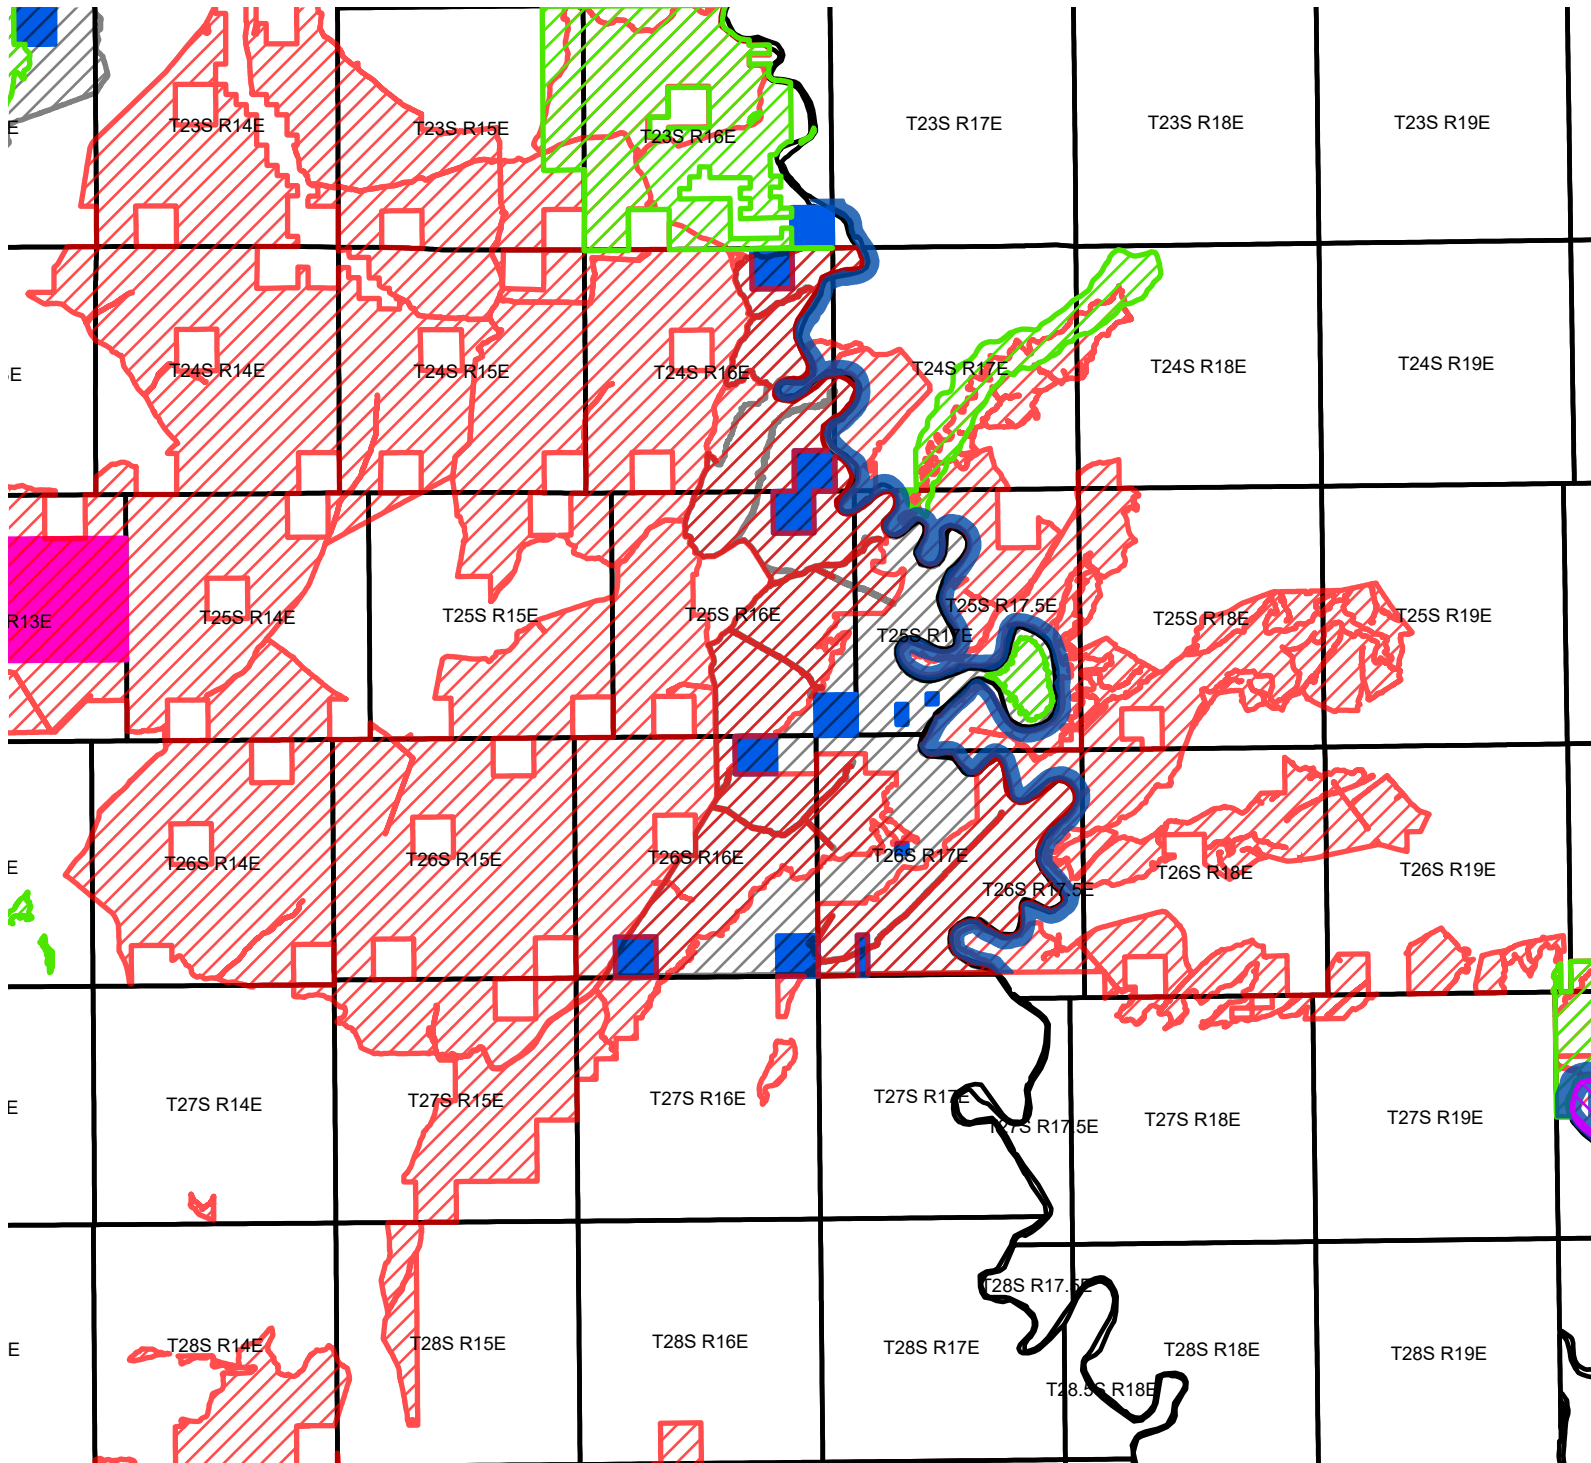 E
T23S R14E
T23S R15E
T23S R16E
T23S R17E
T23S R18E
T23S R19E
E
T24S R14E
T24S R15E
T24S R16E
T24S R17E
T24S R18E
T24S R19E
R13E
T25S R14E
T25S R15E
T25S R16E
T25S R17E
T25S R17.5E
T25S R18E
T25S R19E
E
T26S R14E
T26S R15E
T26S R16E
T26S R17E
T26S R17.5E
T26S R18E
T26S R19E
E
T27S R14E
T27S R15E
T27S R16E
T27S R17E
T27S R17.5E
T27S R18E
T27S R19E
E
T28S R14E
T28S R15E
T28S R16E
T28S R17E
T28S R17.5E
T28.5S R18E
T28S R18E
T28S R19E